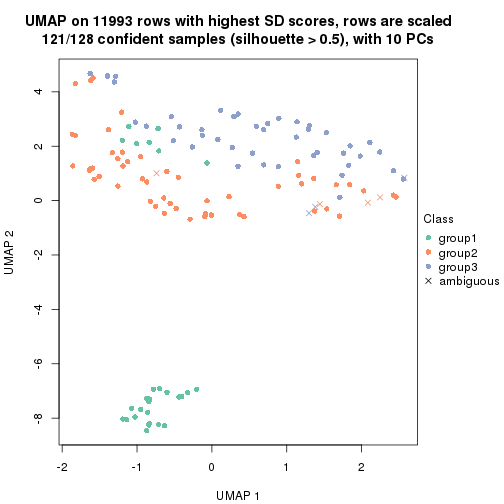 UMAP on 11993 rows with highest SD scores, rows are scaled
121/128 confident samples (silhouette > 0.5), with 10 PCs
4
2
0
-2
-4
-6
-8
UMAP 2
-2
-1
0
1
2
UMAP 1
Class
group1
group2
group3
ambiguous